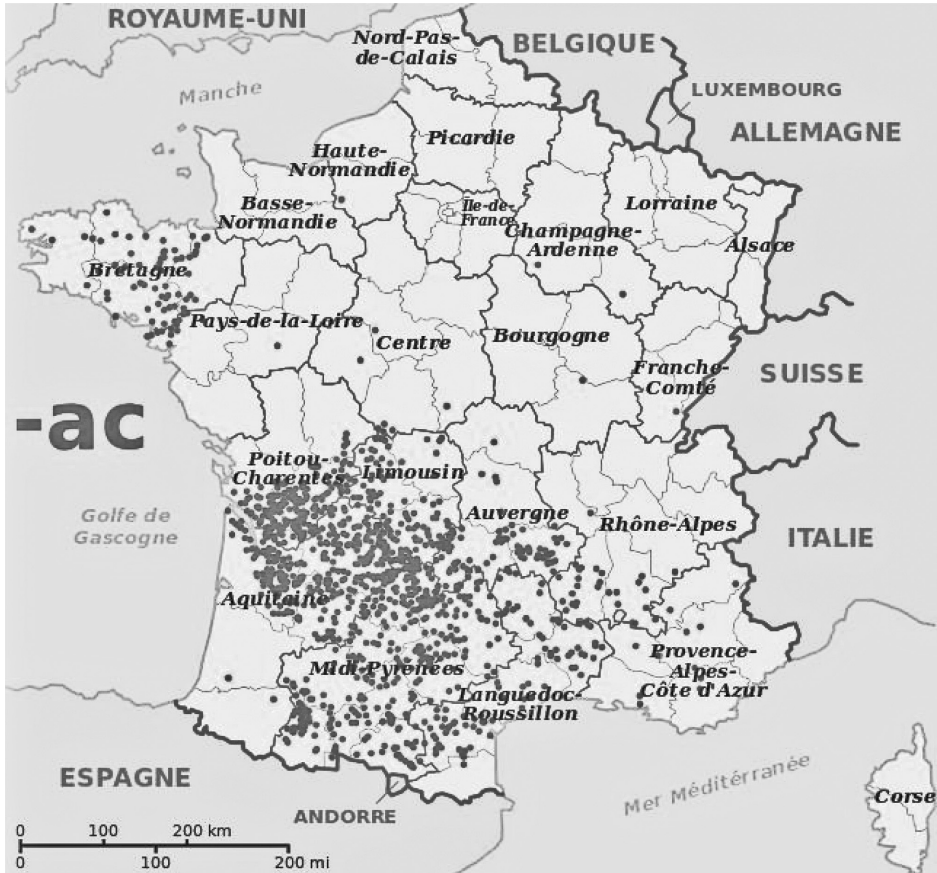 ROYAUME-UNI
Nord-Pas-
de-Calais
BELGIQUE
Manche
LUXEMBOURG
ALLEMAGNE
Picardie
Haute-
Normandie
Basse-
Normandie
Ile-de-
France
Lorraine
Champagne-
Ardenne
Alsace
Bretagne
Pays-de-la-Loire
Centre
Bourgogne
Franche-
Comté
SUISSE
-ac
Poitou-
Charentes
Limousin
Golfe de
Gascogne
Auvergne
Rhône-Alpes
ITALIE
Aquitaine
Midi-Pyrénées
Provence-
Alpes-
Côte d'Azur
Languedoc-
Roussillon
ESPAGNE
ANDORRE
Mer Méditérranée
Corse
0 100 200 km
0 100 200 mi